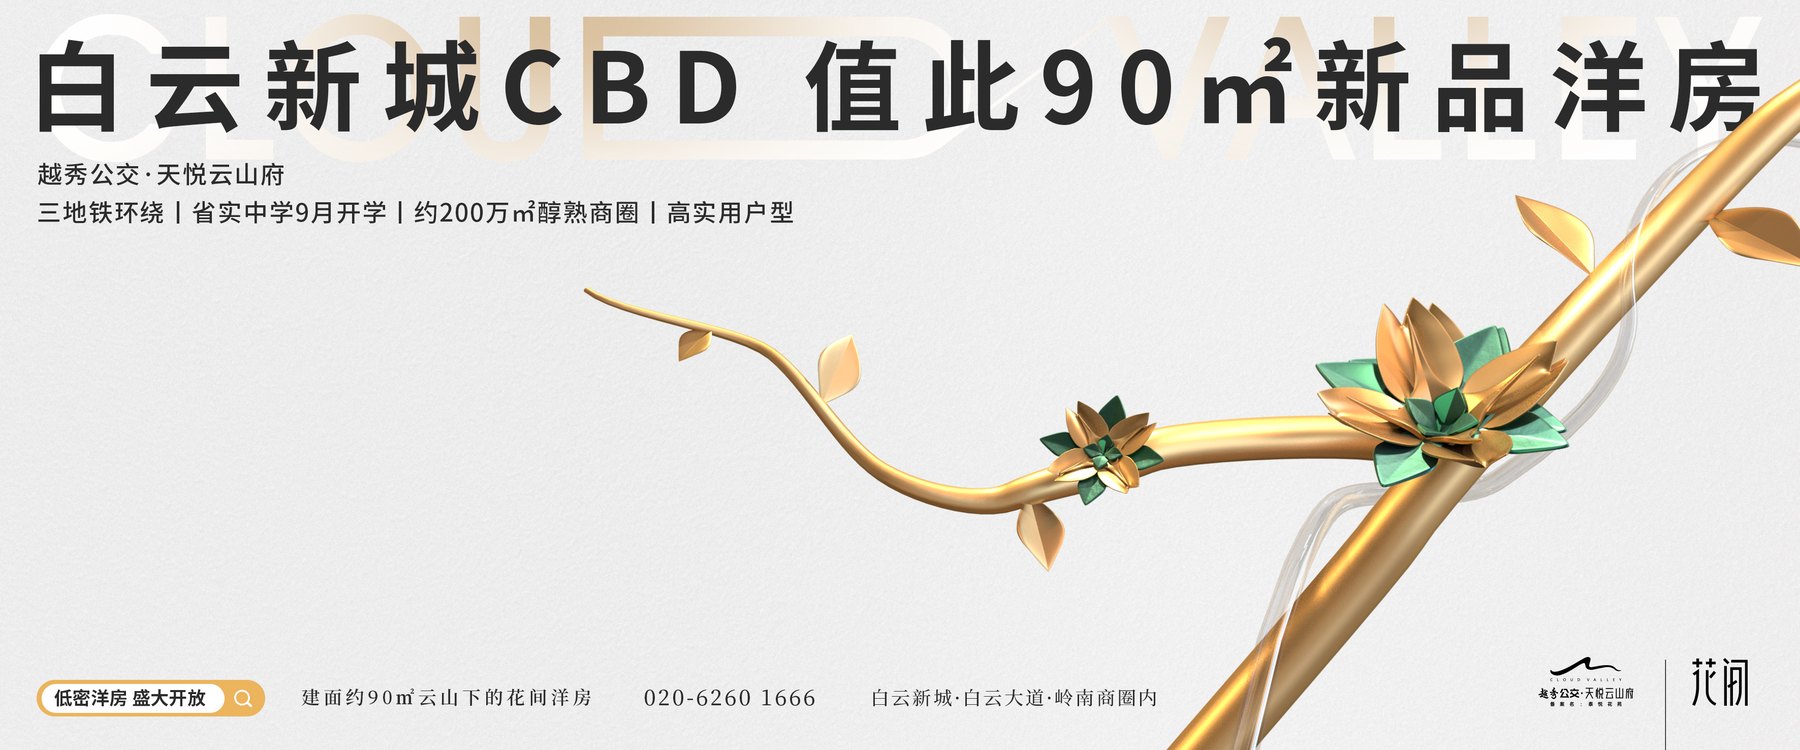 CLOUD VALLEY
白云新城CBD 值此90㎡新品洋房
越秀公交·天悦云山府
三地铁环绕丨省实中学9月开学丨约200万㎡醇熟商圈丨高实用户型
低密洋房 盛大开放
建面约90㎡云山下的花间洋房
020-6260 1666
白云新城·白云大道·岭南商圈内
CLOUD VALLEY
越秀公交·天悦云山府
花间